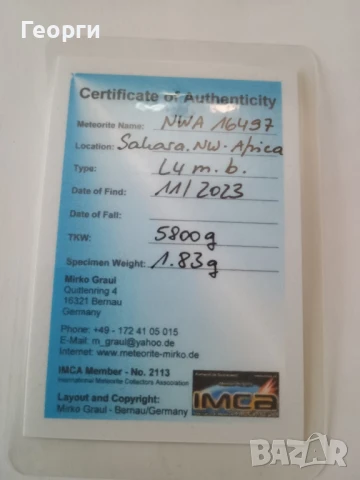 Георги
Certificate of Authenticity
Meteorite Name: NWA 16497
Location: Sahara. NW. Africa
Type: L4 m.b.
Date of Find: 11/2023
Date of Fall:
TKW: 5800g
Specimen Weight: 1.83g
Mirko Graul
Quittenring 4
16321 Bernau
Germany
Phone: +49 - 172 41 05 015
E-Mail: m_graul@yahoo.de
Internet: www.meteorite-mirko.de
IMCA Member - No. 2113
International Meteorite Collectors Association
Layout and Copyright:
Mirko Graul - Bernau/Germany
IMCA
BAZAR